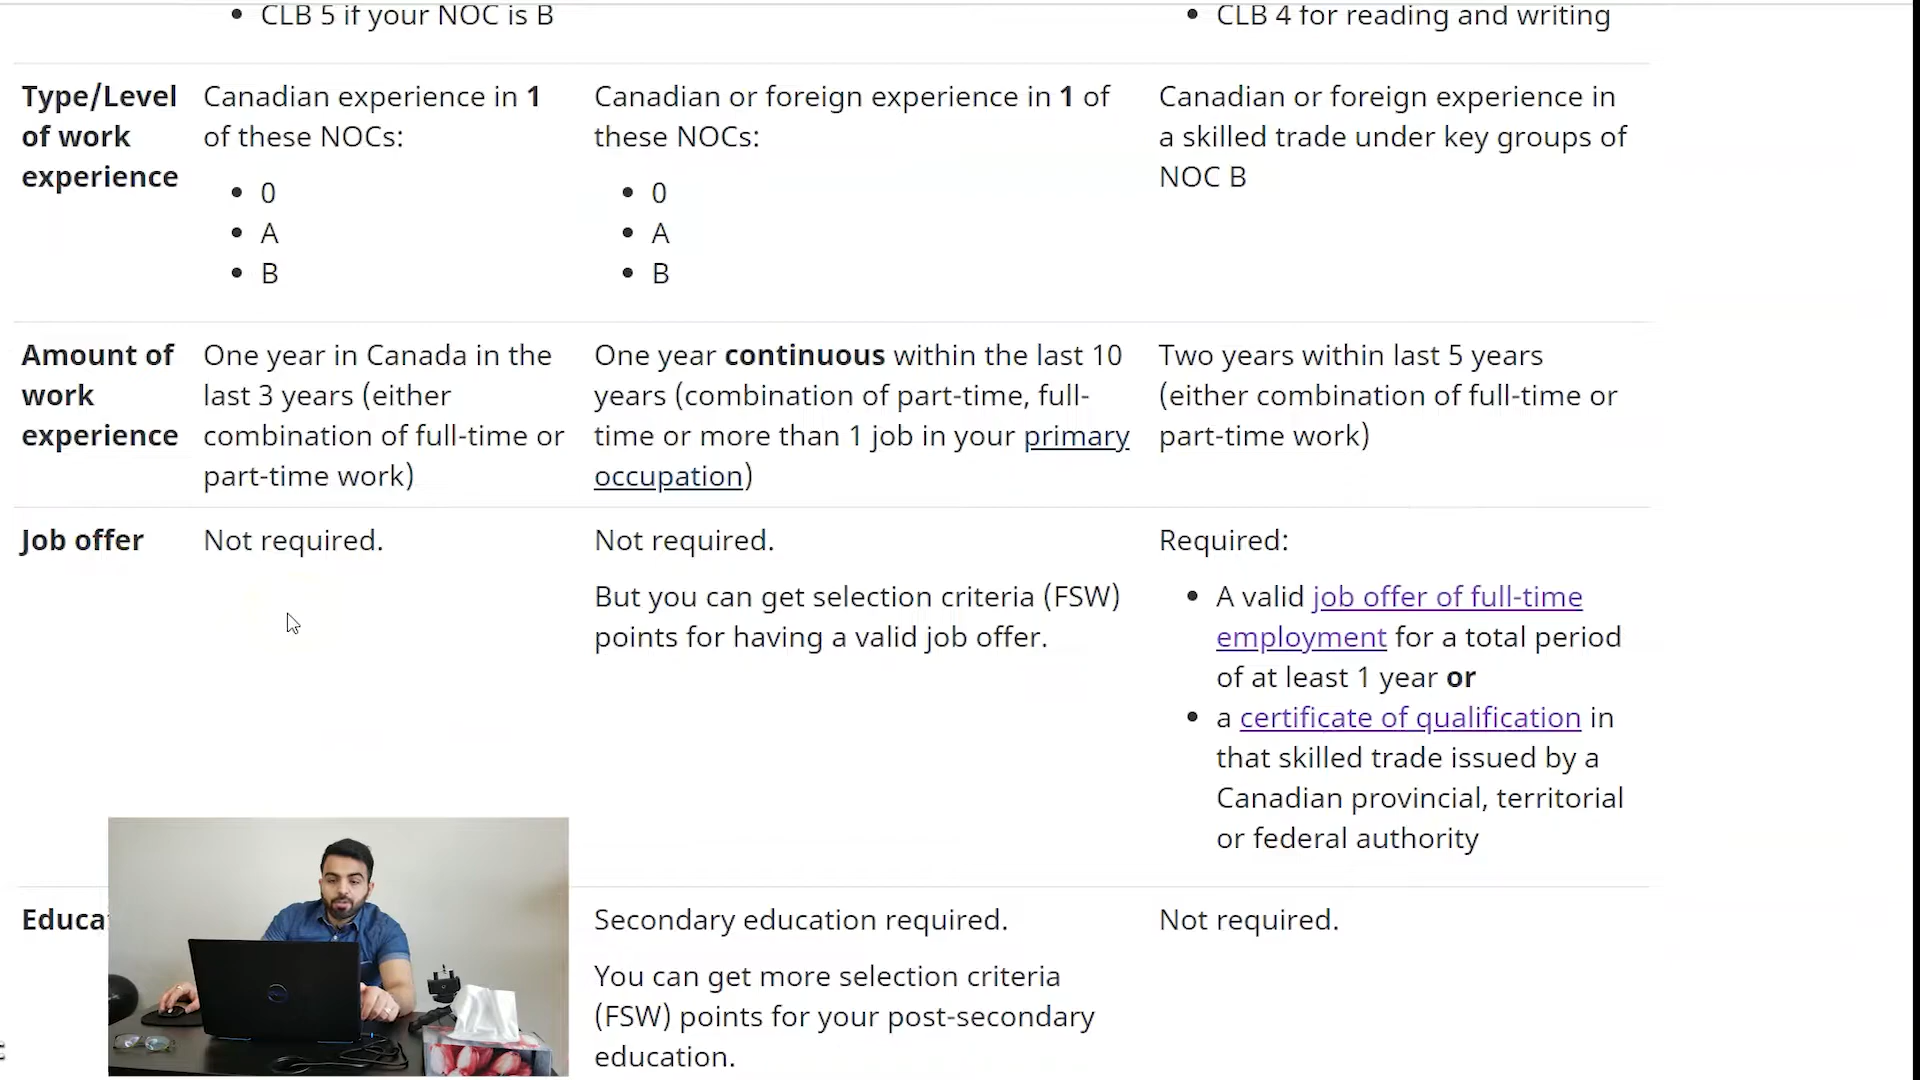 CLB 5 if your NOC is B
CLB 4 for reading and writing
Type/Level
of work
experience
Canadian experience in 1
of these NOCs:
0
A
B
Canadian or foreign experience in 1 of
these NOCs:
0
A
B
Canadian or foreign experience in
a skilled trade under key groups of
NOC B
Amount of
work
experience
One year in Canada in the
last 3 years (either
combination of full-time or
part-time work)
One year continuous within the last 10
years (combination of part-time, full-
time or more than 1 job in your primary
occupation)
Two years within last 5 years
(either combination of full-time or
part-time work)
Job offer
Not required.
Not required.
But you can get selection criteria (FSW)
points for having a valid job offer.
Required:
A valid job offer of full-time
employment for a total period
of at least 1 year or
a certificate of qualification in
that skilled trade issued by a
Canadian provincial, territorial
or federal authority
Secondary education required.
You can get more selection criteria
(FSW) points for your post-secondary
education.
Not required.